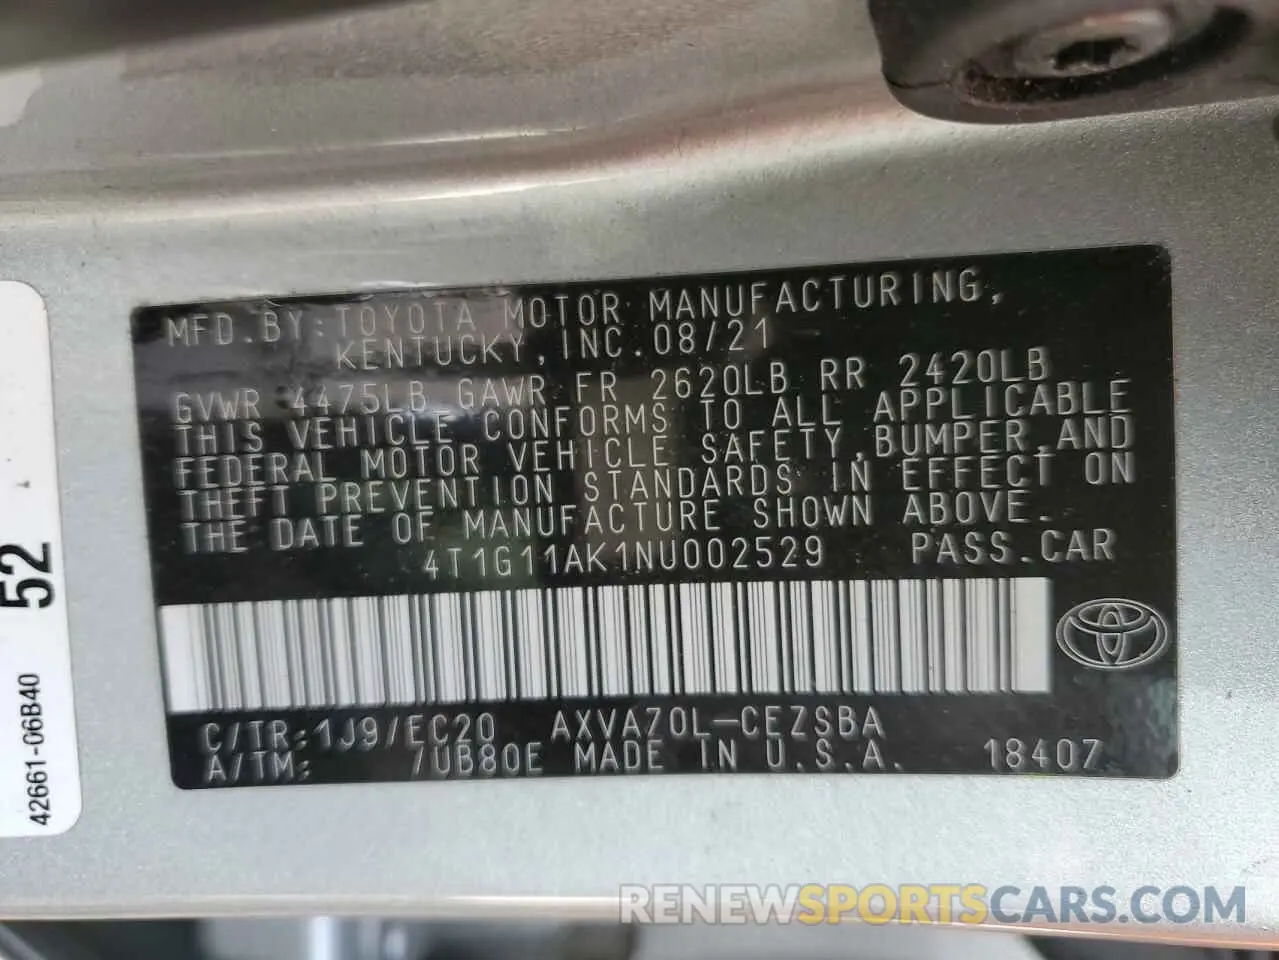 MFD.BY:TOYOTA MOTOR MANUFACTURING,
KENTUCKY,INC.08/21
GVWR 4475LB GAWR FR 2620LB RR 2420LB
THIS VEHICLE CONFORMS TO ALL APPLICABLE
FEDERAL MOTOR VEHICLE SAFETY,BUMPER,AND
THEFT PREVENTION STANDARDS IN EFFECT ON
THE DATE OF MANUFACTURE SHOWN ABOVE.
4T1G11AK1NU002529 PASS.CAR
C/TR:1J9/EC20 AXVA70L-CEZSBA
A/TM: /UB80E MADE IN U.S.A. 18407
52
42661-06B40
RENEWSPORTSCARS.COM